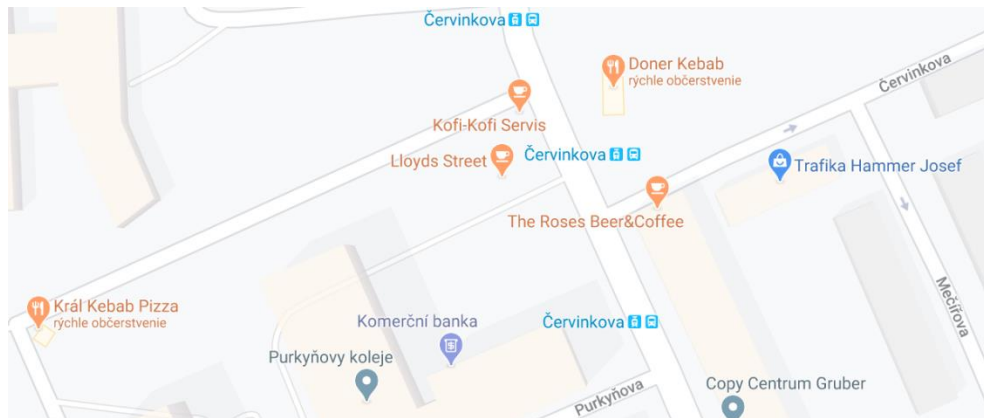 Červinkova
Doner Kebab
rýchle občerstvenie
Červinkova
Kofi-Kofi Servis
Lloyds Street
Červinkova
Trafika Hammer Josef
The Roses Beer&Coffee
Král Kebab Pizza
rýchle občerstvenie
Mečířova
Komerční banka
Červinkova
Purkyňovy koleje
Purkyňova
Copy Centrum Gruber